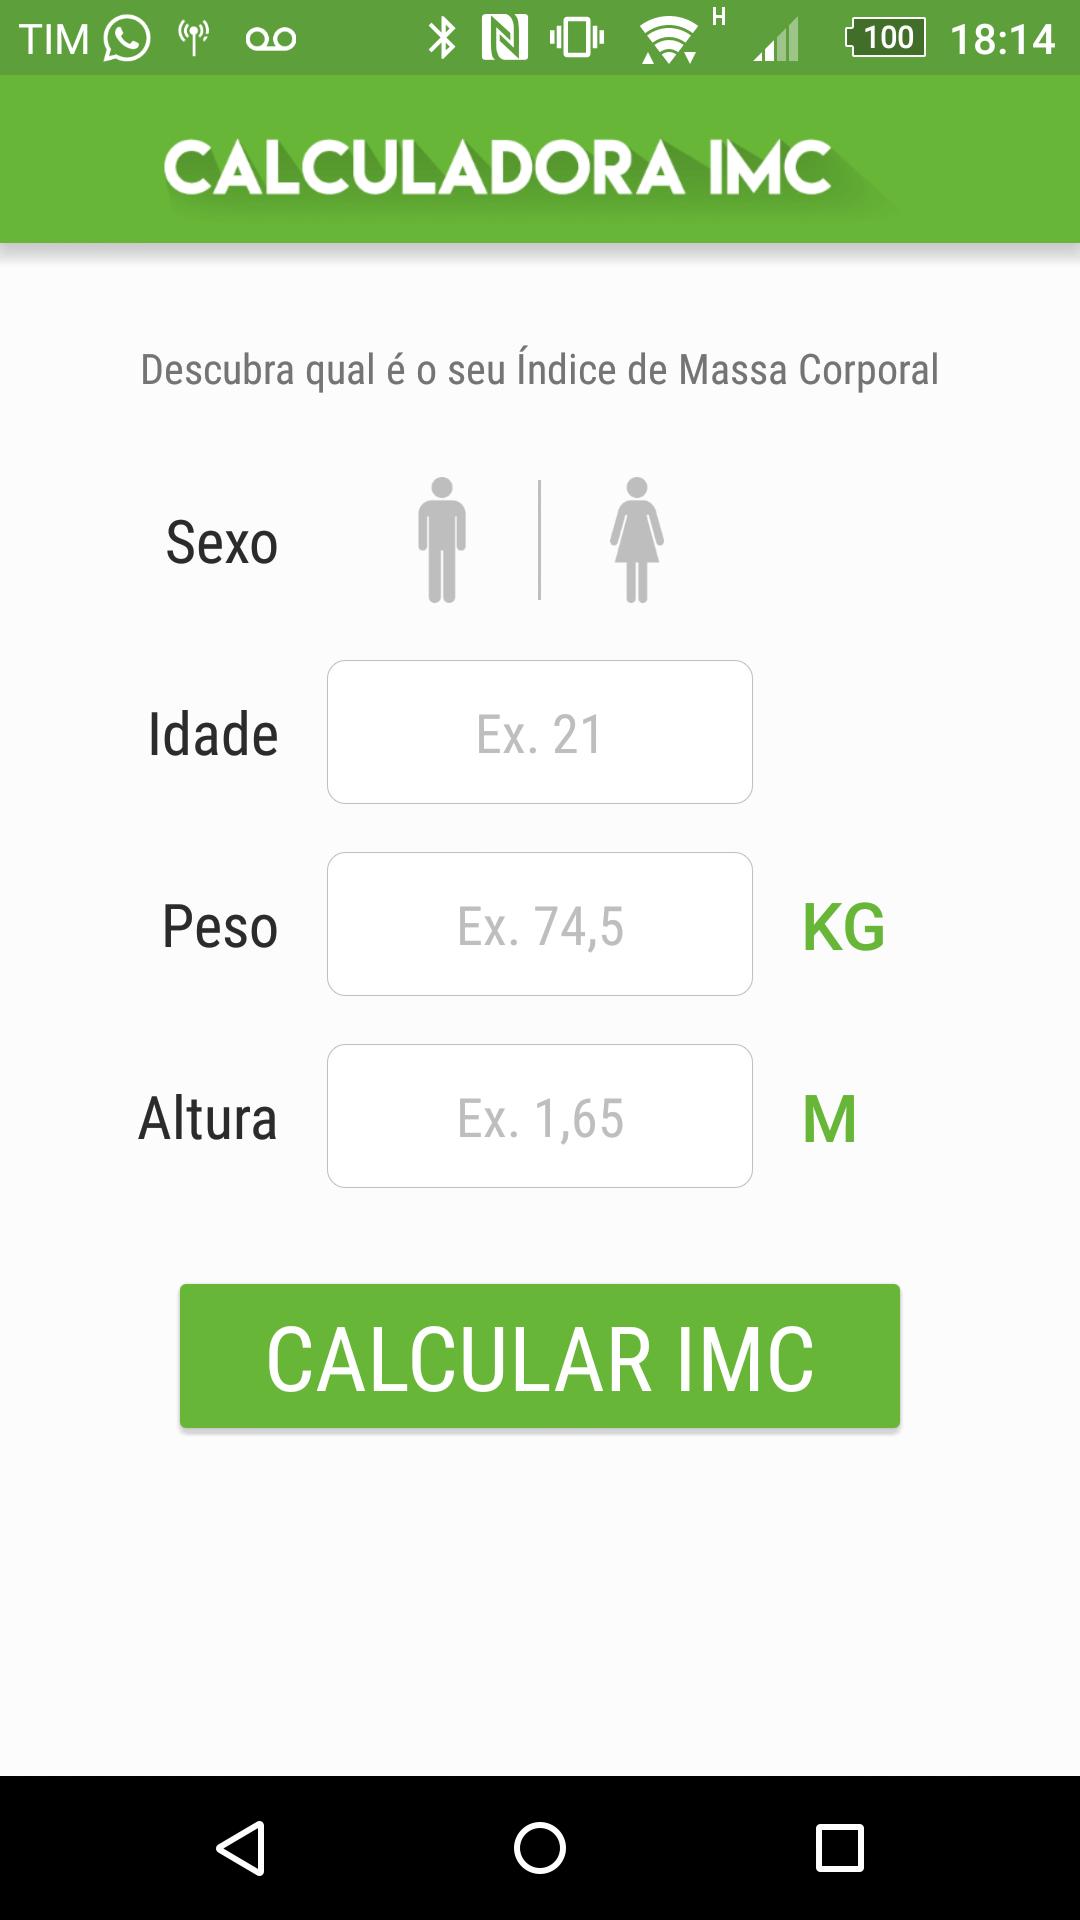 TIM H 100 18:14
CALCULADORA IMC
Descubra qual é o seu Índice de Massa Corporal
Sexo
Idade Ex. 21
Peso Ex. 74,5 KG
Altura Ex. 1,65 M
CALCULAR IMC